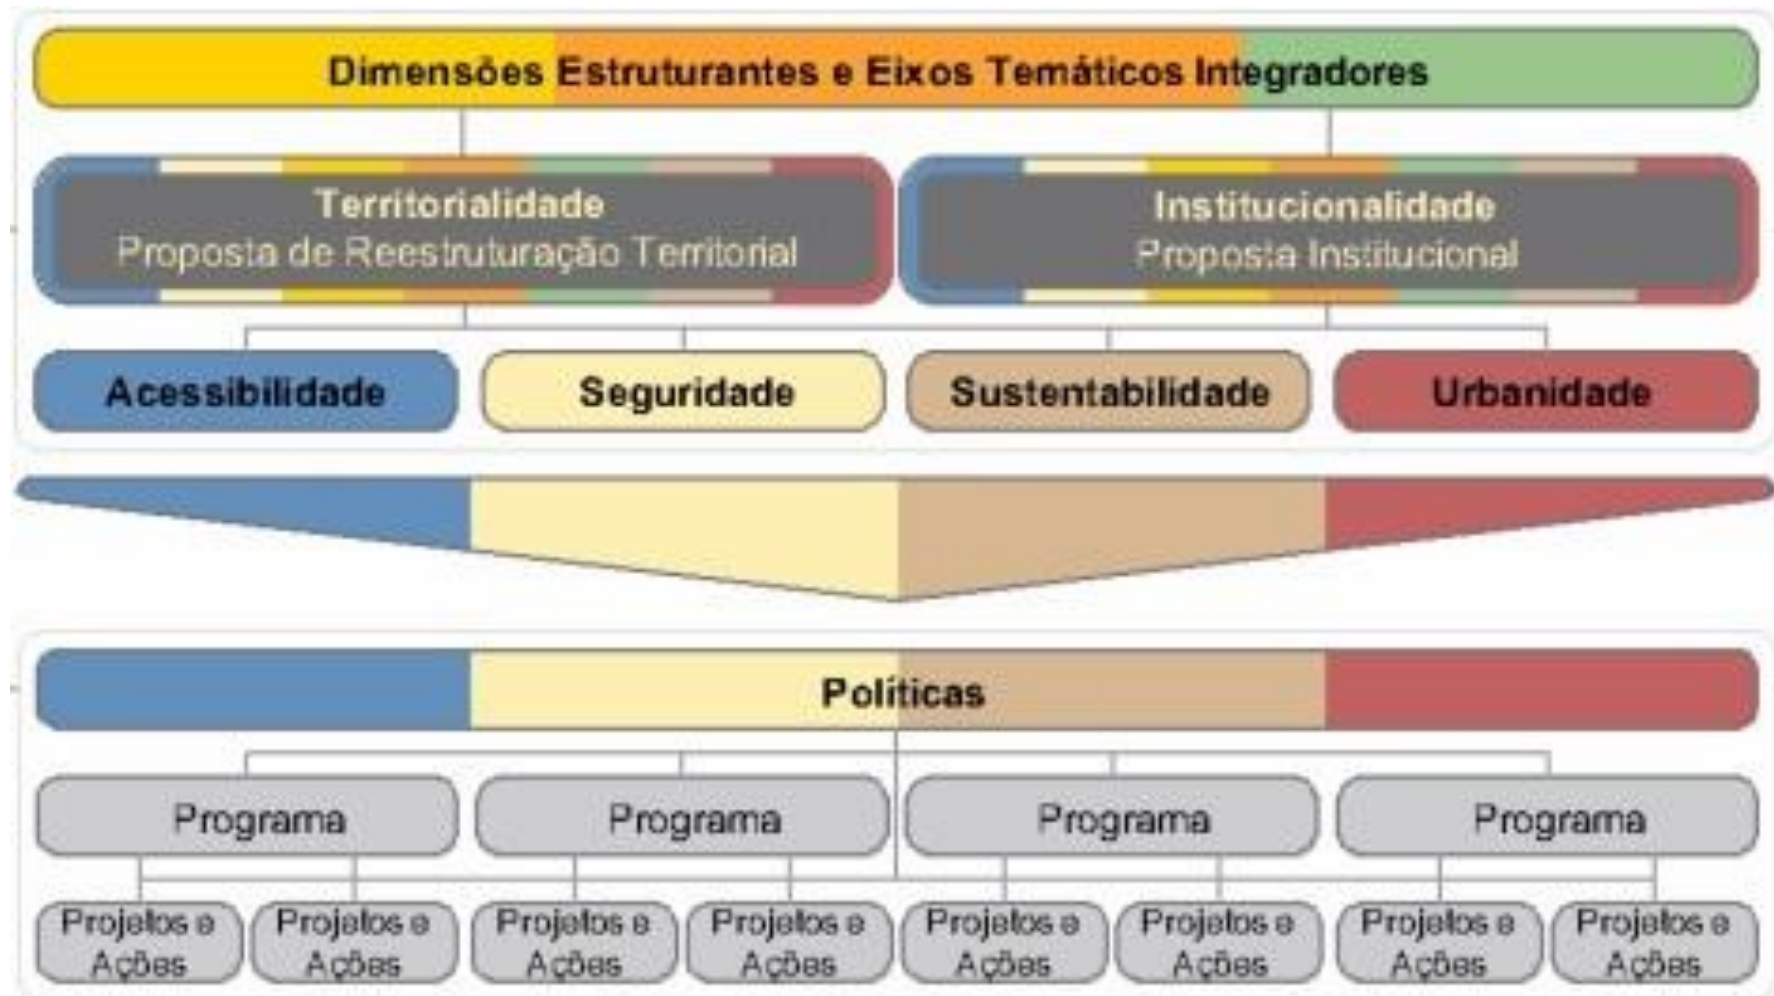 Dimensões Estruturantes e Eixos Temáticos Integradores
Territorialidade
Proposta de Reestruturação Territorial
Institucionalidade
Proposta Institucional
Acessibilidade
Seguridade
Sustentabilidade
Urbanidade
Políticas
Programa
Programa
Programa
Programa
Projetos e
Ações
Projetos e
Ações
Projetos e
Ações
Projetos e
Ações
Projetos e
Ações
Projetos e
Ações
Projetos e
Ações
Projetos e
Ações